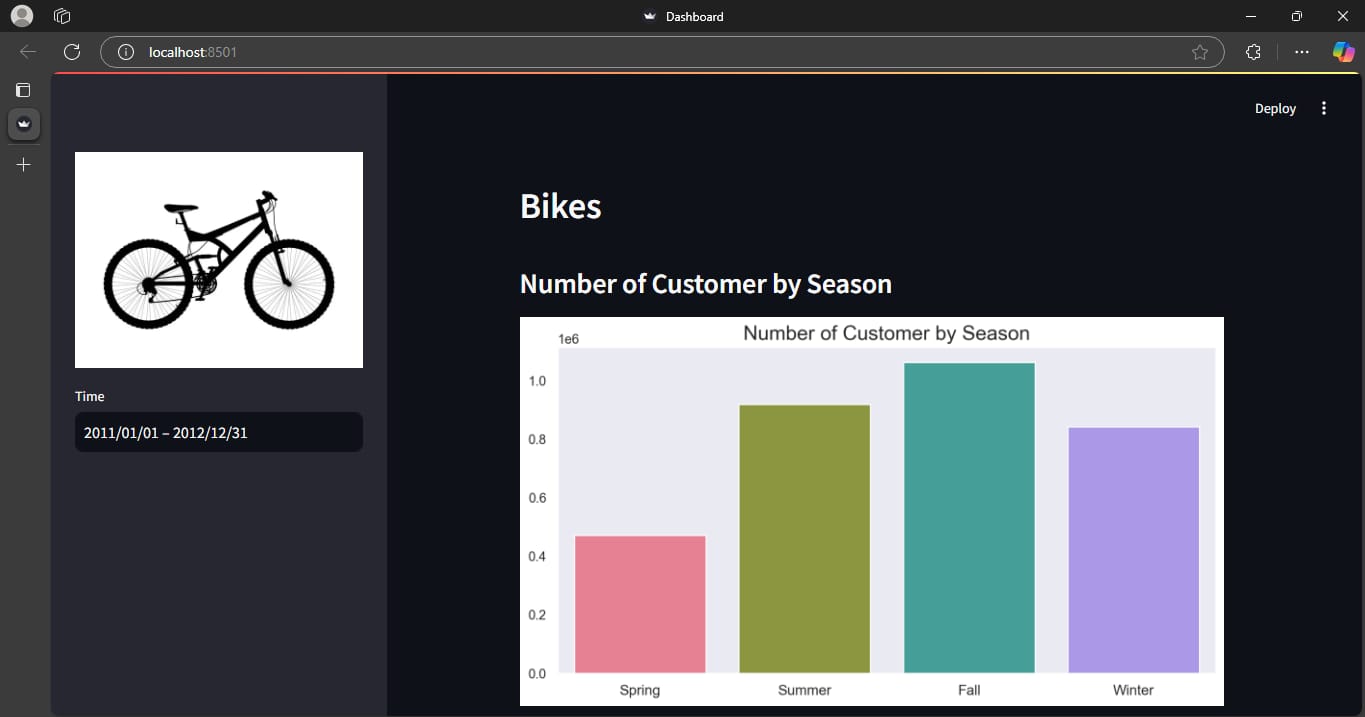 Dashboard
localhost:8501
Deploy
Time
2011/01/01 – 2012/12/31
Bikes
Number of Customer by Season
Number of Customer by Season
1e6
1.0
0.8
0.6
0.4
0.2
0.0
Spring Summer Fall Winter